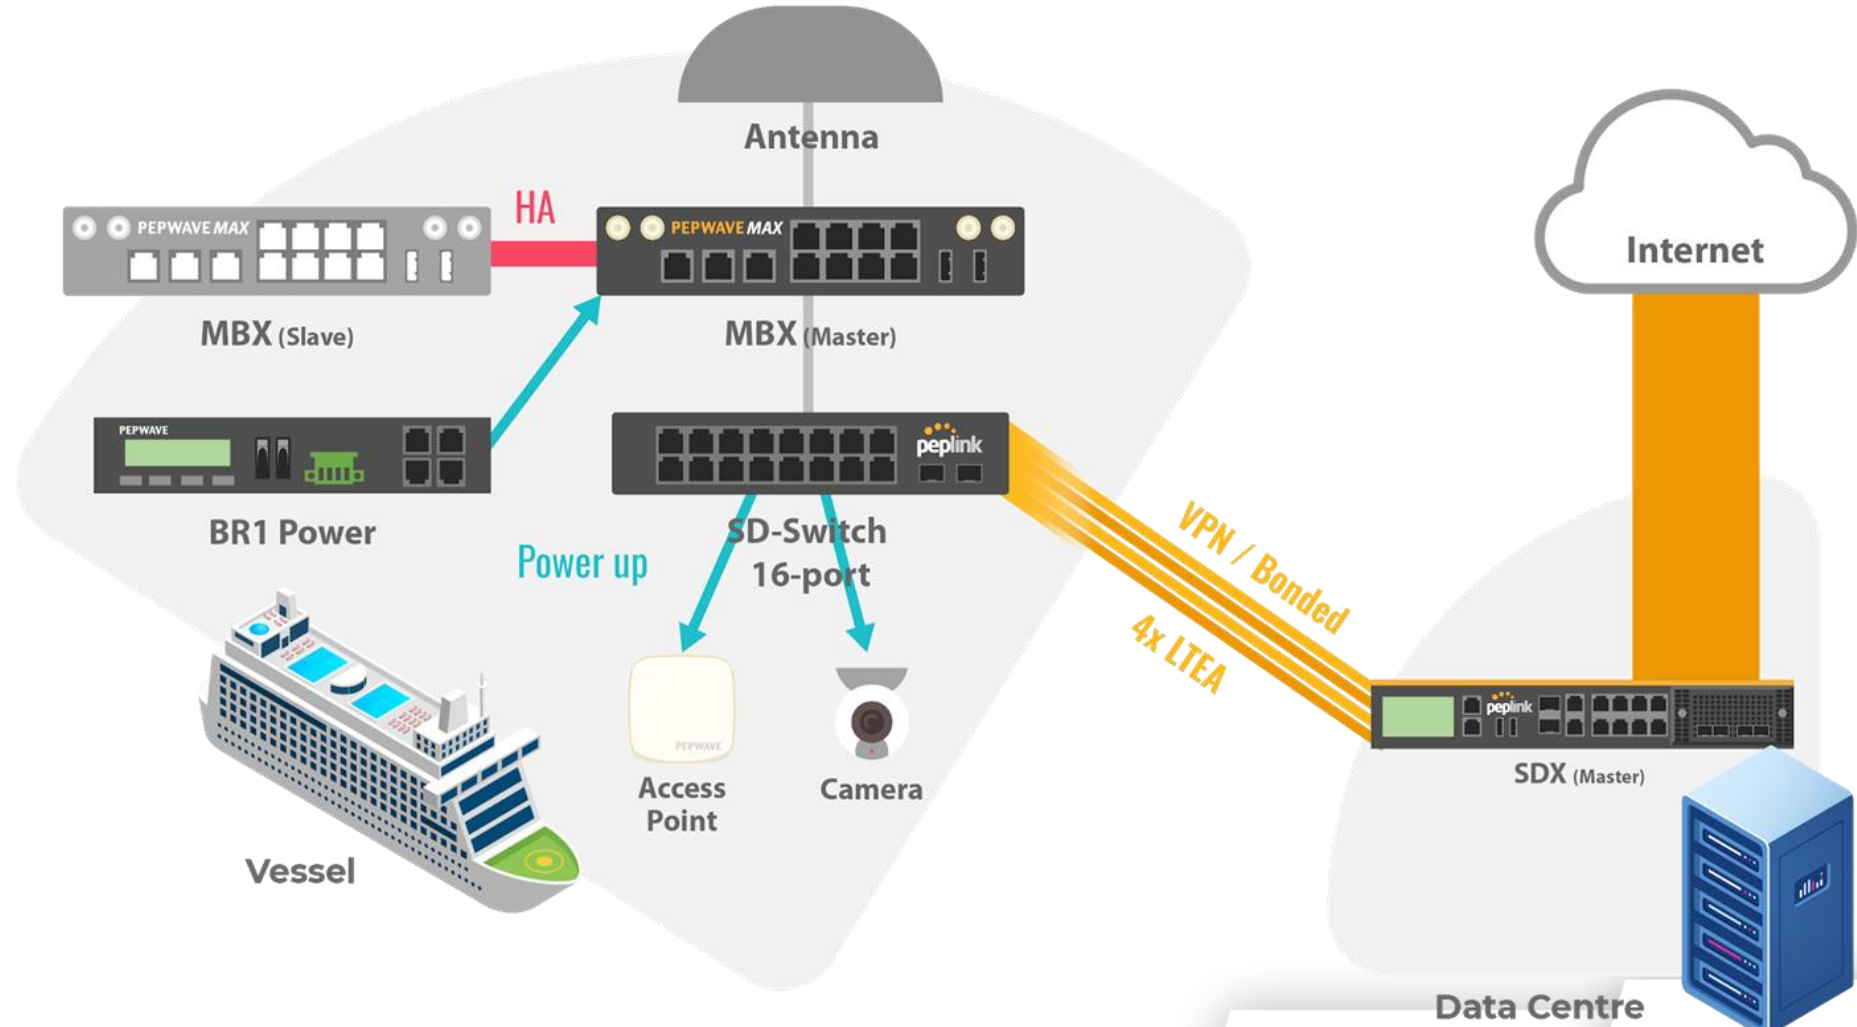 Antenna
HA
PEPWAVE MAX
PEPWAVE MAX
MBX (Slave)
MBX (Master)
Internet
PEPWAVE
peplink
BR1 Power
SD-Switch
16-port
Power up
VPN / Bonded
4x LTEA
PEPWAVE
Access
Point
Camera
peplink
SDX (Master)
Vessel
Data Centre